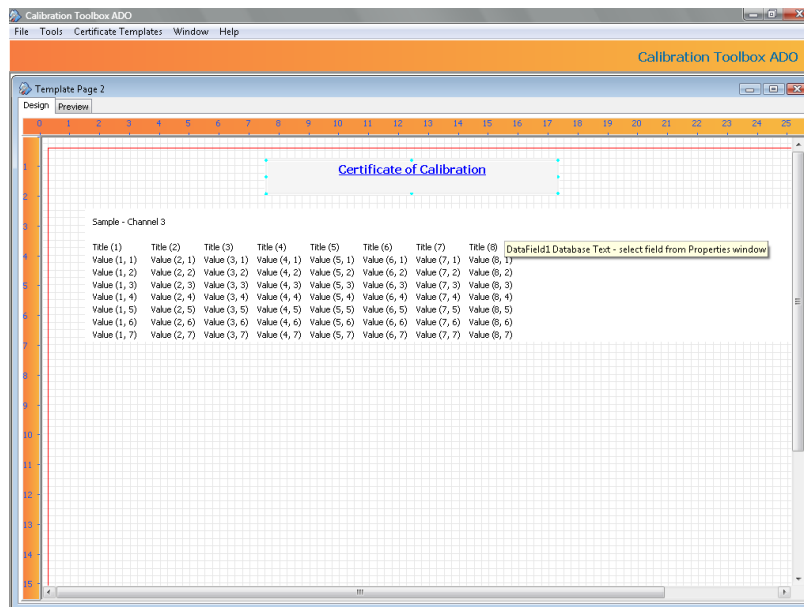 Calibration Toolbox ADO
File Tools Certificate Templates Window Help
Calibration Toolbox ADO
Template Page 2
Design Preview
0 1 2 3 4 5 6 7 8 9 10 11 12 13 14 15 16 17 18 19 20 21 22 23 24 25
1
Certificate of Calibration
2
3
Sample - Channel 3
Title (1) Title (2) Title (3) Title (4) Title (5) Title (6) Title (7) Title (8) DataField1 Database Text - select field from Properties window
4
Value (1, 1) Value (2, 1) Value (3, 1) Value (4, 1) Value (5, 1) Value (6, 1) Value (7, 1) Value (8, 1)
Value (1, 2) Value (2, 2) Value (3, 2) Value (4, 2) Value (5, 2) Value (6, 2) Value (7, 2) Value (8, 2)
5
Value (1, 3) Value (2, 3) Value (3, 3) Value (4, 3) Value (5, 3) Value (6, 3) Value (7, 3) Value (8, 3)
Value (1, 4) Value (2, 4) Value (3, 4) Value (4, 4) Value (5, 4) Value (6, 4) Value (7, 4) Value (8, 4)
6
Value (1, 5) Value (2, 5) Value (3, 5) Value (4, 5) Value (5, 5) Value (6, 5) Value (7, 5) Value (8, 5)
Value (1, 6) Value (2, 6) Value (3, 6) Value (4, 6) Value (5, 6) Value (6, 6) Value (7, 6) Value (8, 6)
Value (1, 7) Value (2, 7) Value (3, 7) Value (4, 7) Value (5, 7) Value (6, 7) Value (7, 7) Value (8, 7)
7
8
9
10
11
12
13
14
15